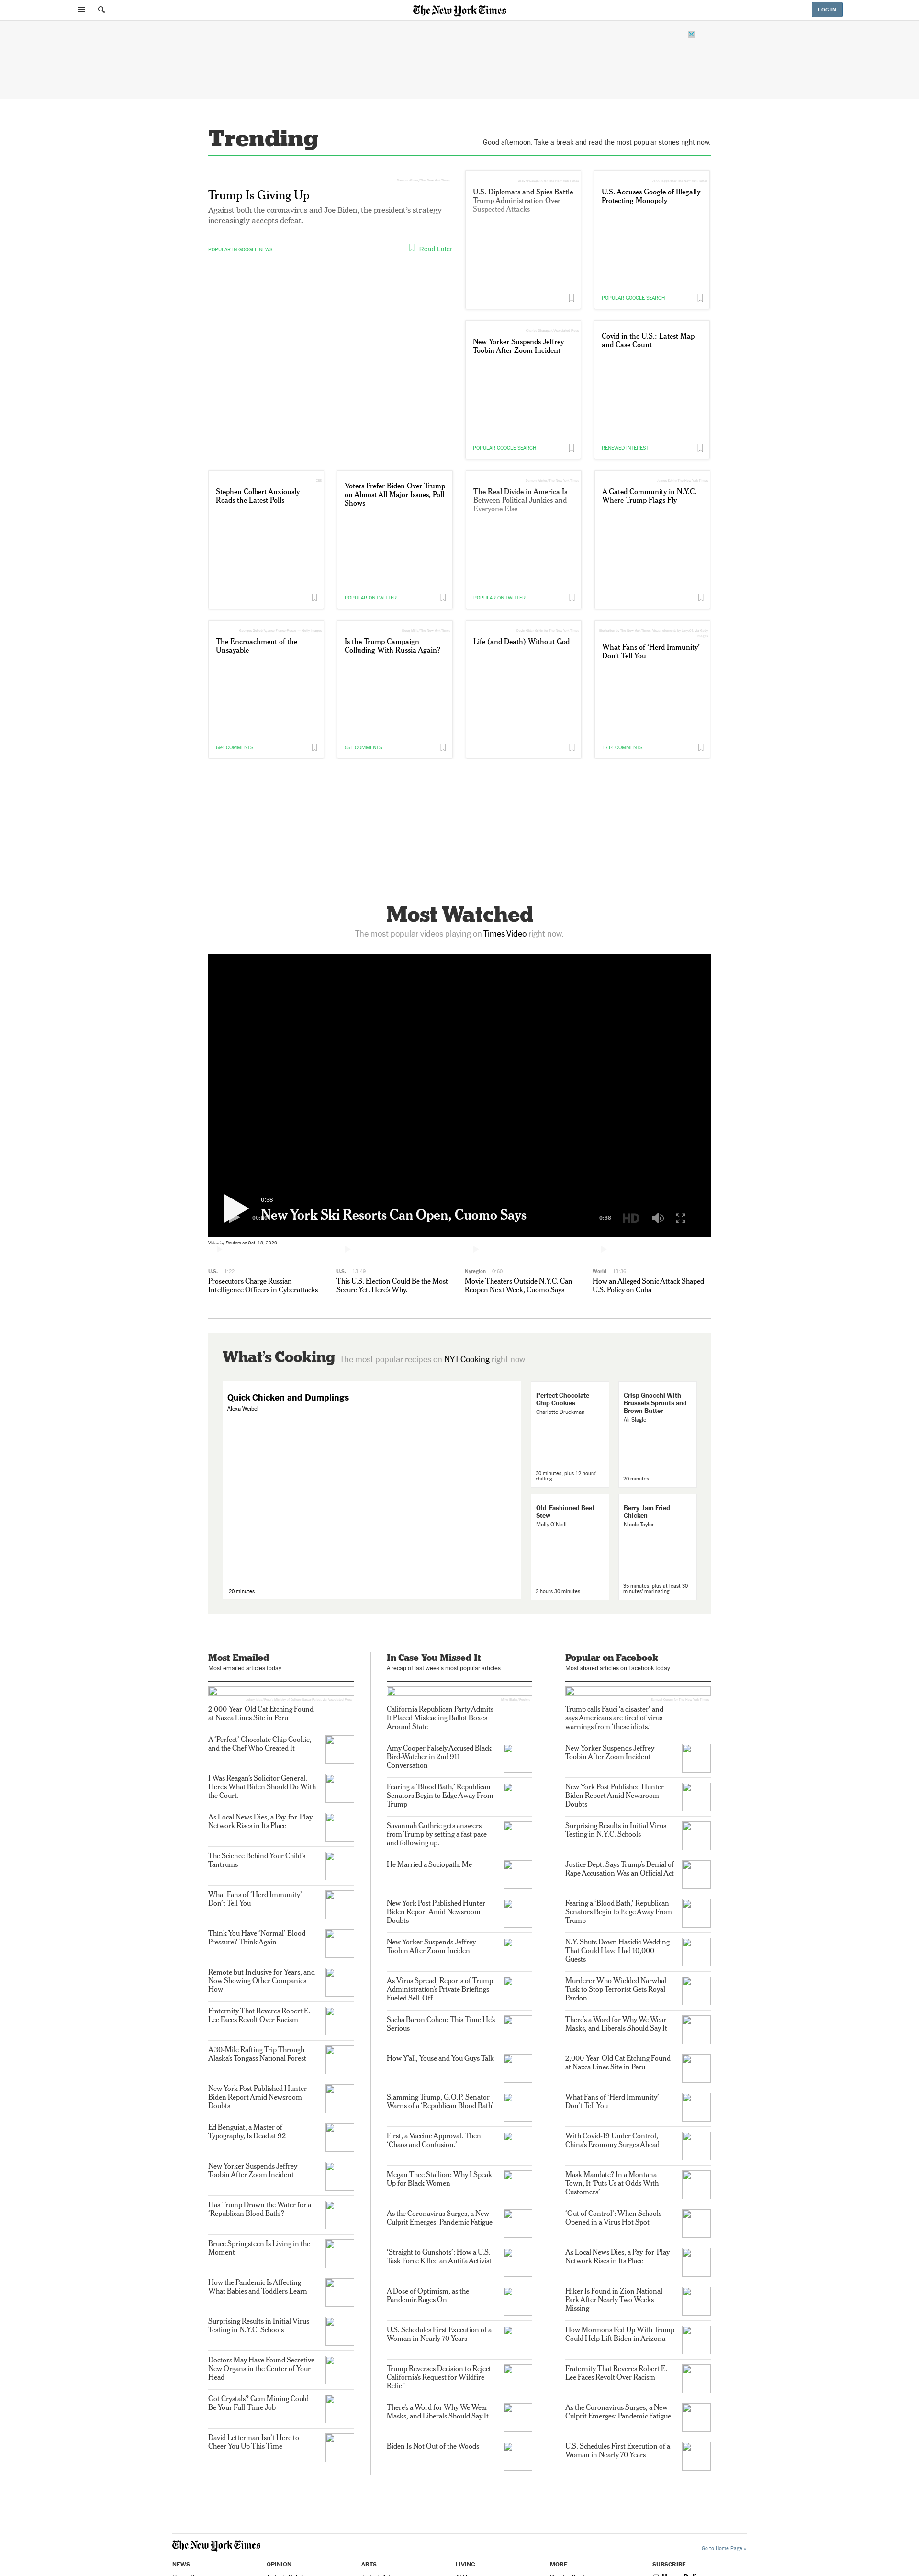 The New York Times
LOG IN
Trending
Good afternoon. Take a break and read the most popular stories right now.
Trump Is Giving Up
Against both the coronavirus and Joe Biden, the president's strategy
increasingly accepts defeat.
POPULAR IN GOOGLE NEWS
Read Later
U.S. Diplomats and Spies Battle
Trump Administration Over
Suspected Attacks
U.S. Accuses Google of Illegally
Protecting Monopoly
POPULAR GOOGLE SEARCH
New Yorker Suspends Jeffrey
Toobin After Zoom Incident
POPULAR GOOGLE SEARCH
Covid in the U.S.: Latest Map
and Case Count
RENEWED INTEREST
Stephen Colbert Anxiously
Reads the Latest Polls
Voters Prefer Biden Over Trump
on Almost All Major Issues, Poll
Shows
POPULAR ON TWITTER
The Real Divide in America Is
Between Political Junkies and
Everyone Else
POPULAR ON TWITTER
A Gated Community in N.Y.C.
Where Trump Flags Fly
The Encroachment of the
Unsayable
694 COMMENTS
Is the Trump Campaign
Colluding With Russia Again?
551 COMMENTS
Life (and Death) Without God
What Fans of ‘Herd Immunity’
Don’t Tell You
1714 COMMENTS
Most Watched
The most popular videos playing on Times Video right now.
0:38
New York Ski Resorts Can Open, Cuomo Says
0:38
HD
Video by Reuters on Oct. 18, 2020.
U.S. 1:22
Prosecutors Charge Russian
Intelligence Officers in Cyberattacks
U.S. 15:45
This U.S. Election Could Be the Most
Secure Yet. Here’s Why.
Nyregion 0:60
Movie Theaters Outside N.Y.C. Can
Reopen Next Week, Cuomo Says
World 15:36
How an Alleged Sonic Attack Shaped
U.S. Policy on Cuba
What’s Cooking The most popular recipes on NYT Cooking right now
Quick Chicken and Dumplings
Alexa Weibel
20 minutes
Perfect Chocolate
Chip Cookies
Charlotte Druckman
30 minutes, plus 12 hours'
chilling
Crisp Gnocchi With
Brussels Sprouts and
Brown Butter
Ali Slagle
20 minutes
Old-Fashioned Beef
Stew
Molly O'Neill
2 hours 30 minutes
Berry-Jam Fried
Chicken
Nicole Taylor
35 minutes, plus at least 30
minutes' marinating
Most Emailed
Most emailed articles today
2,000-Year-Old Cat Etching Found
at Nazca Lines Site in Peru
A ‘Perfect’ Chocolate Chip Cookie,
and the Chef Who Created It
I Was Reagan’s Solicitor General.
Here’s What Biden Should Do With
the Court.
As Local News Dies, a Pay-for-Play
Network Rises in Its Place
The Science Behind Your Child’s
Tantrums
What Fans of ‘Herd Immunity’
Don’t Tell You
Think You Have ‘Normal’ Blood
Pressure? Think Again
Remote but Inclusive for Years, and
Now Showing Other Companies
How
Fraternity That Reveres Robert E.
Lee Faces Revolt Over Racism
A 30-Mile Rafting Trip Through
Alaska’s Tongass National Forest
New York Post Published Hunter
Biden Report Amid Newsroom
Doubts
Ed Benguiat, a Master of
Typography, Is Dead at 92
New Yorker Suspends Jeffrey
Toobin After Zoom Incident
Has Trump Drawn the Water for a
‘Republican Blood Bath’?
Bruce Springsteen Is Living in the
Moment
How the Pandemic Is Affecting
What Babies and Toddlers Learn
Surprising Results in Initial Virus
Testing in N.Y.C. Schools
Doctors May Have Found Secretive
New Organs in the Center of Your
Head
Got Crystals? Gem Mining Could
Be Your Full-Time Job
David Letterman Isn’t Here to
Cheer You Up This Time
In Case You Missed It
A recap of last week’s most popular articles
California Republican Party Admits
It Placed Misleading Ballot Boxes
Around State
Amy Cooper Falsely Accused Black
Bird-Watcher in 2nd 911
Conversation
Fearing a ‘Blood Bath,’ Republican
Senators Begin to Edge Away From
Trump
Savannah Guthrie gets answers
from Trump by setting a fast pace
and following up.
He Married a Sociopath: Me
New York Post Published Hunter
Biden Report Amid Newsroom
Doubts
New Yorker Suspends Jeffrey
Toobin After Zoom Incident
As Virus Spread, Reports of Trump
Administration’s Private Briefings
Fueled Sell-Off
Sacha Baron Cohen: This Time He’s
Serious
How Y’all, Youse and You Guys Talk
Slamming Trump, G.O.P. Senator
Warns of a ‘Republican Blood Bath’
First, a Vaccine Approval. Then
‘Chaos and Confusion.’
Megan Thee Stallion: Why I Speak
Up for Black Women
As the Coronavirus Surges, a New
Culprit Emerges: Pandemic Fatigue
‘Straight to Gunshots’: How a U.S.
Task Force Killed an Antifa Activist
A Dose of Optimism, as the
Pandemic Rages On
U.S. Schedules First Execution of a
Woman in Nearly 70 Years
Trump Reverses Decision to Reject
California’s Request for Wildfire
Relief
There’s a Word for Why We Wear
Masks, and Liberals Should Say It
Biden Is Not Out of the Woods
Popular on Facebook
Most shared articles on Facebook today
Trump calls Fauci ‘a disaster’ and
says Americans are tired of virus
warnings from ‘these idiots.’
New Yorker Suspends Jeffrey
Toobin After Zoom Incident
New York Post Published Hunter
Biden Report Amid Newsroom
Doubts
Surprising Results in Initial Virus
Testing in N.Y.C. Schools
Justice Dept. Says Trump’s Denial of
Rape Accusation Was an Official Act
Fearing a ‘Blood Bath,’ Republican
Senators Begin to Edge Away From
Trump
N.Y. Shuts Down Hasidic Wedding
That Could Have Had 10,000
Guests
Murderer Who Wielded Narwhal
Tusk to Stop Terrorist Gets Royal
Pardon
There’s a Word for Why We Wear
Masks, and Liberals Should Say It
2,000-Year-Old Cat Etching Found
at Nazca Lines Site in Peru
What Fans of ‘Herd Immunity’
Don’t Tell You
With Covid-19 Under Control,
China’s Economy Surges Ahead
Mask Mandate? In a Montana
Town, It ‘Puts Us at Odds With
Customers’
‘Out of Control’: When Schools
Opened in a Virus Hot Spot
As Local News Dies, a Pay-for-Play
Network Rises in Its Place
Hiker Is Found in Zion National
Park After Nearly Two Weeks
Missing
How Mormons Fed Up With Trump
Could Help Lift Biden in Arizona
Fraternity That Reveres Robert E.
Lee Faces Revolt Over Racism
As the Coronavirus Surges, a New
Culprit Emerges: Pandemic Fatigue
U.S. Schedules First Execution of a
Woman in Nearly 70 Years
The New York Times
Go to Home Page »
NEWS
OPINION
ARTS
LIVING
MORE
SUBSCRIBE